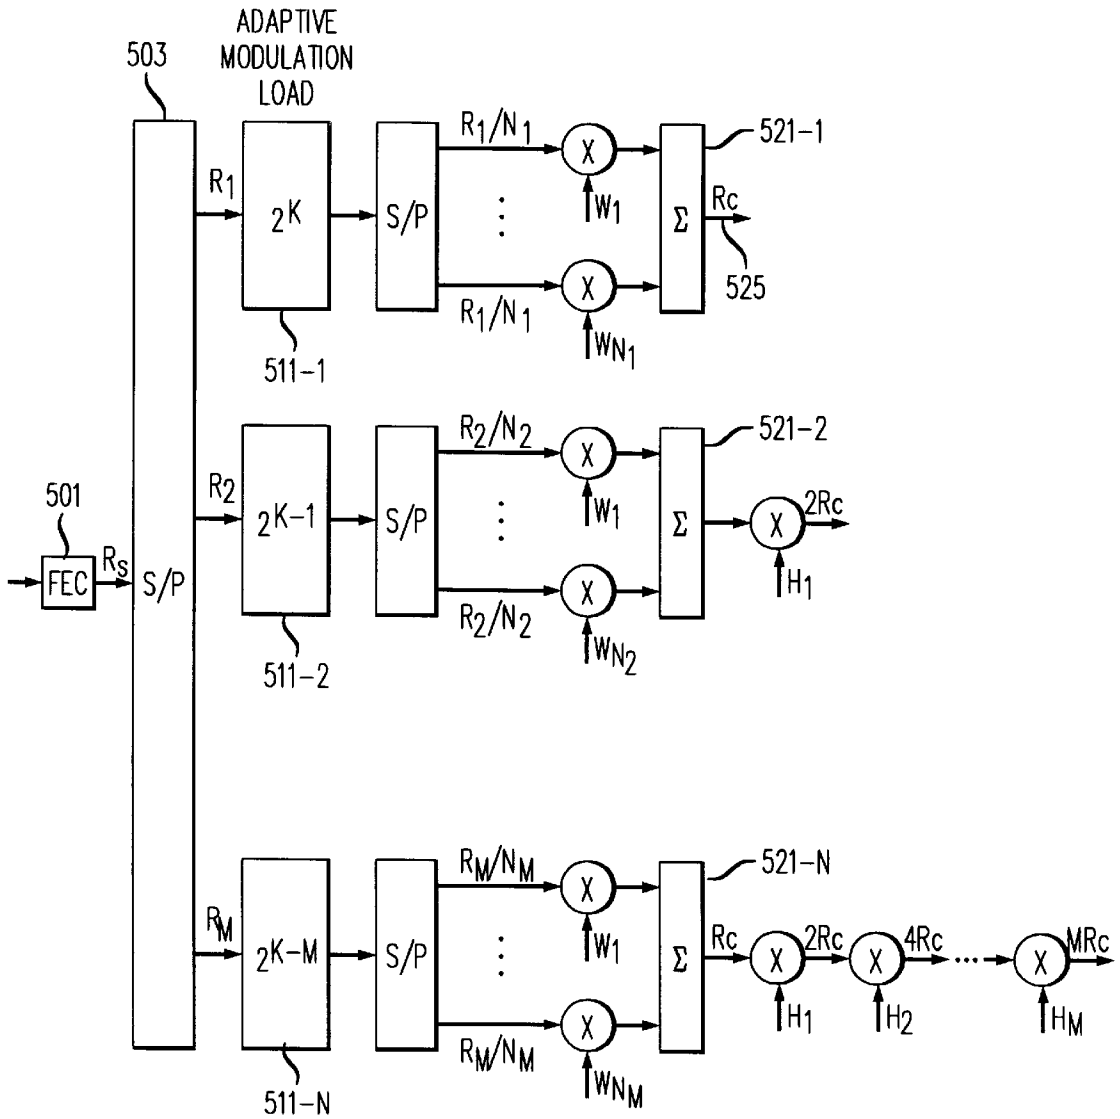 ADAPTIVE
MODULATION
LOAD
503
R1
2K
511-1
S/P
R1/N1
X
W1
R1/N1
X
WN1
Σ
521-1
Rc
525
R2
2K-1
511-2
S/P
R2/N2
X
W1
R2/N2
X
WN2
Σ
521-2
X
H1
2Rc
501
FEC
Rs
S/P
RM
2K-M
511-N
S/P
RM/NM
X
W1
RM/NM
X
WNM
Σ
521-N
Rc
X
H1
2Rc
X
H2
4Rc
X
HM
MRc